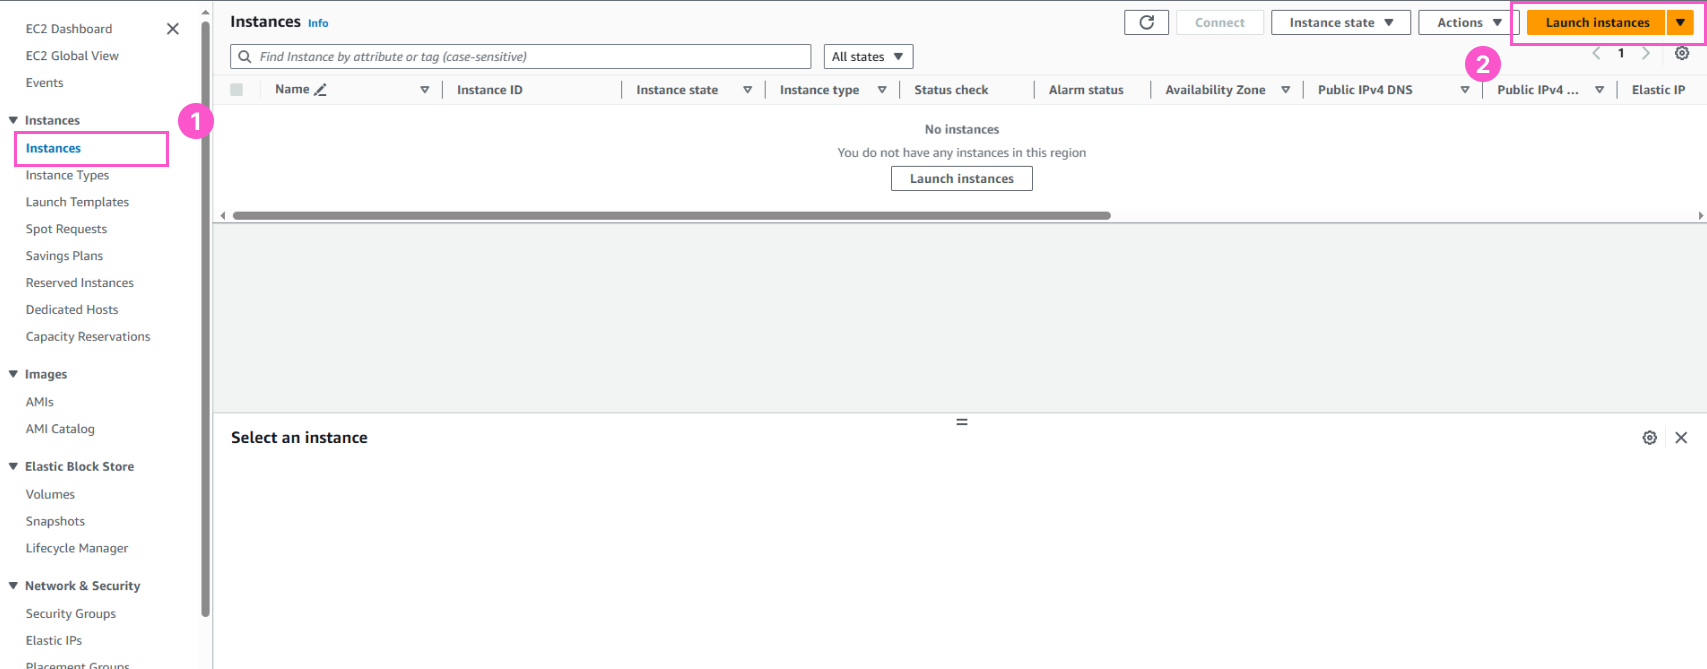 EC2 Dashboard
EC2 Global View
Events
Instances
1
Instances
Instance Types
Launch Templates
Spot Requests
Savings Plans
Reserved Instances
Dedicated Hosts
Capacity Reservations
Images
AMIs
AMI Catalog
Elastic Block Store
Volumes
Snapshots
Lifecycle Manager
Network & Security
Security Groups
Elastic IPs
Placement Groups
Instances Info
Connect Instance state Actions Launch instances
Find Instance by attribute or tag (case-sensitive) All states
2
1
Name Instance ID Instance state Instance type Status check Alarm status Availability Zone Public IPv4 DNS Public IPv4 ... Elastic IP
No instances
You do not have any instances in this region
Launch instances
Select an instance